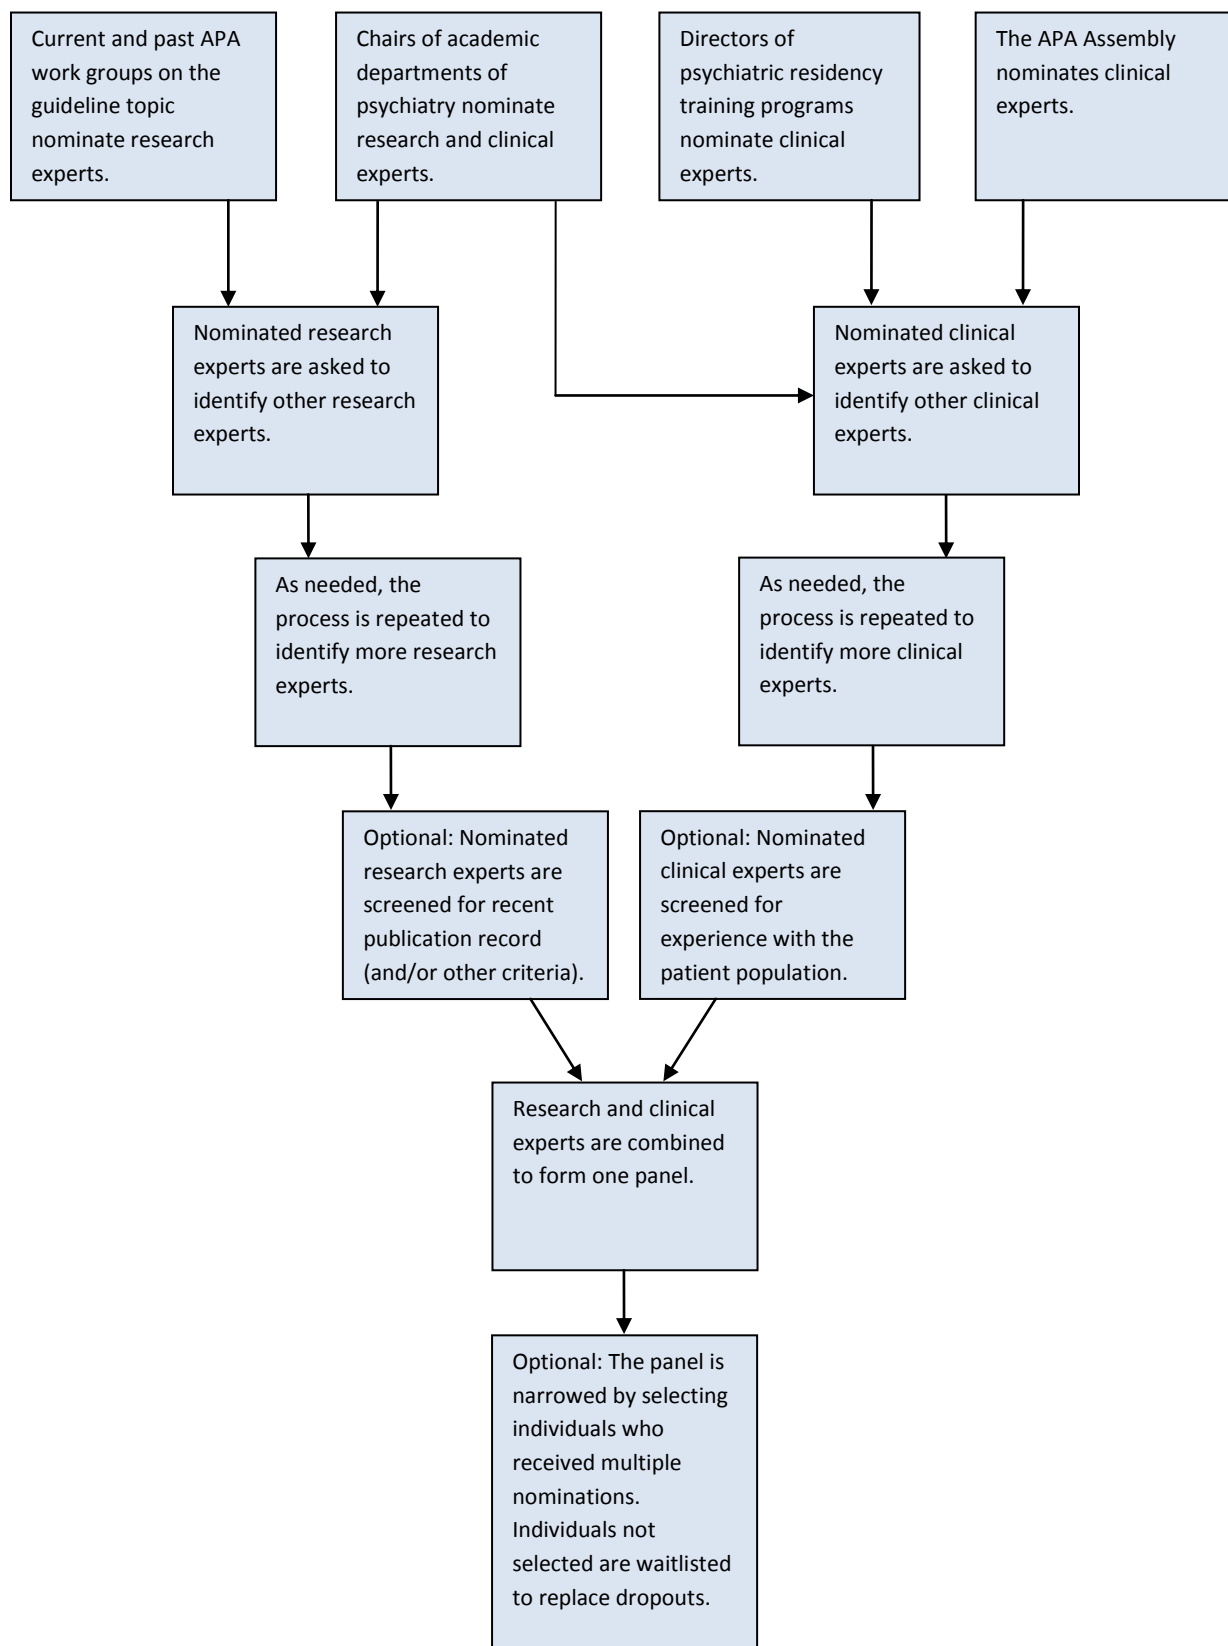 Current and past APA
work groups on the
guideline topic
nominate research
experts.
Chairs of academic
departments of
psychiatry nominate
research and clinical
experts.
Directors of
psychiatric residency
training programs
nominate clinical
experts.
The APA Assembly
nominates clinical
experts.
Nominated research
experts are asked to
identify other research
experts.
Nominated clinical
experts are asked to
identify other clinical
experts.
As needed, the
process is repeated to
identify more research
experts.
As needed, the
process is repeated to
identify more clinical
experts.
Optional: Nominated
research experts are
screened for recent
publication record
(and/or other criteria).
Optional: Nominated
clinical experts are
screened for
experience with the
patient population.
Research and clinical
experts are combined
to form one panel.
Optional: The panel is
narrowed by selecting
individuals who
received multiple
nominations.
Individuals not
selected are waitlisted
to replace dropouts.